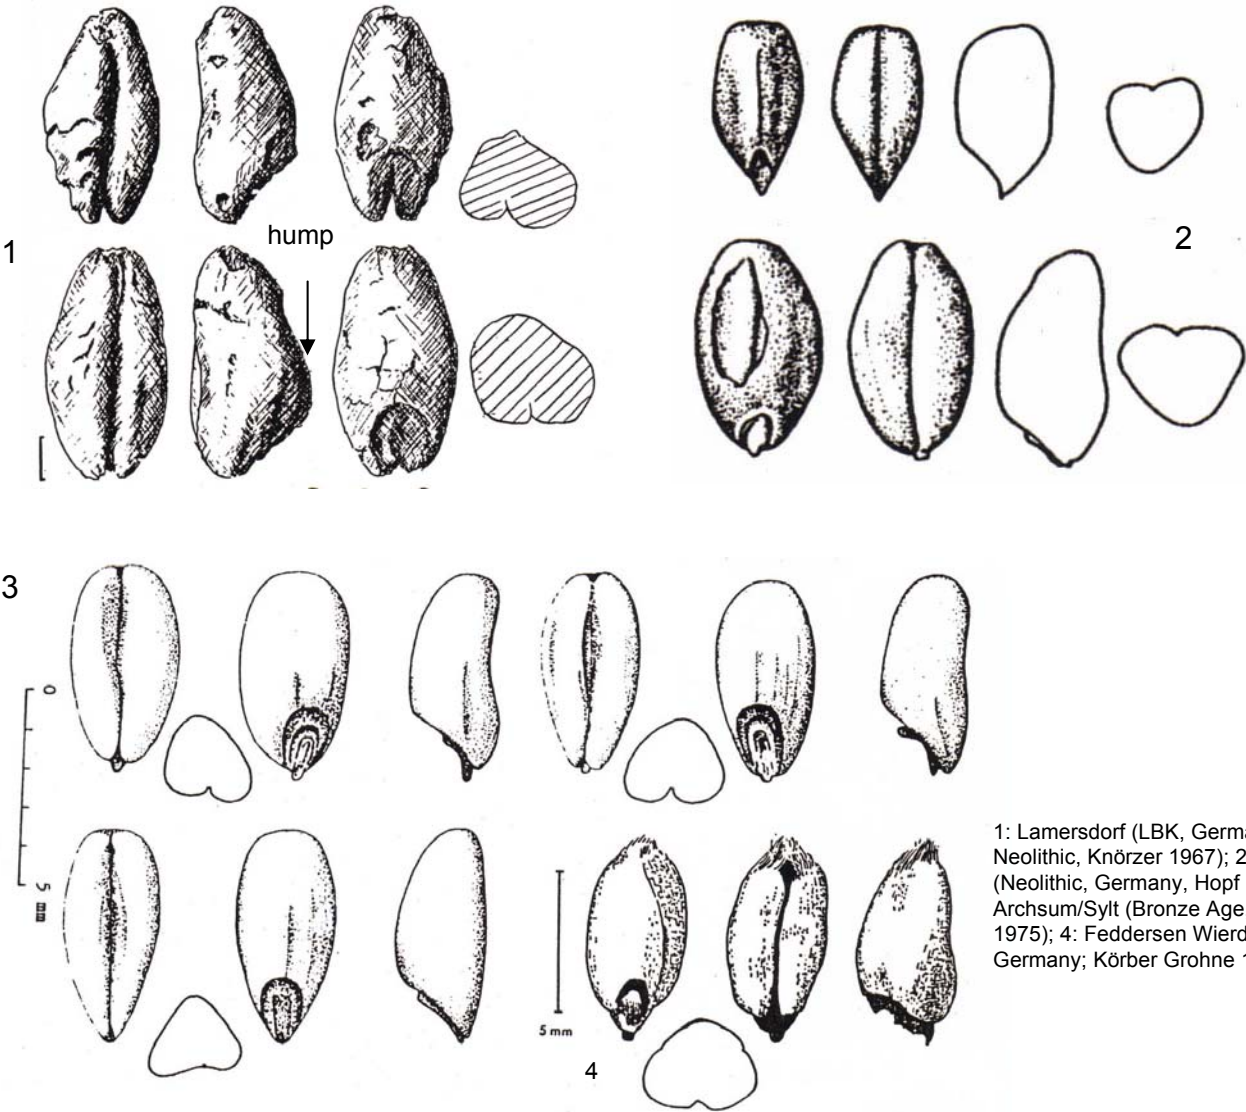 1
hump
2
3
0
5 mm
5 mm
4
1: Lamersdorf (LBK, Germa
Neolithic, Knörzer 1967); 2
(Neolithic, Germany, Hopf
Archsum/Sylt (Bronze Age
1975); 4: Feddersen Wierd
Germany; Körber Grohne 1